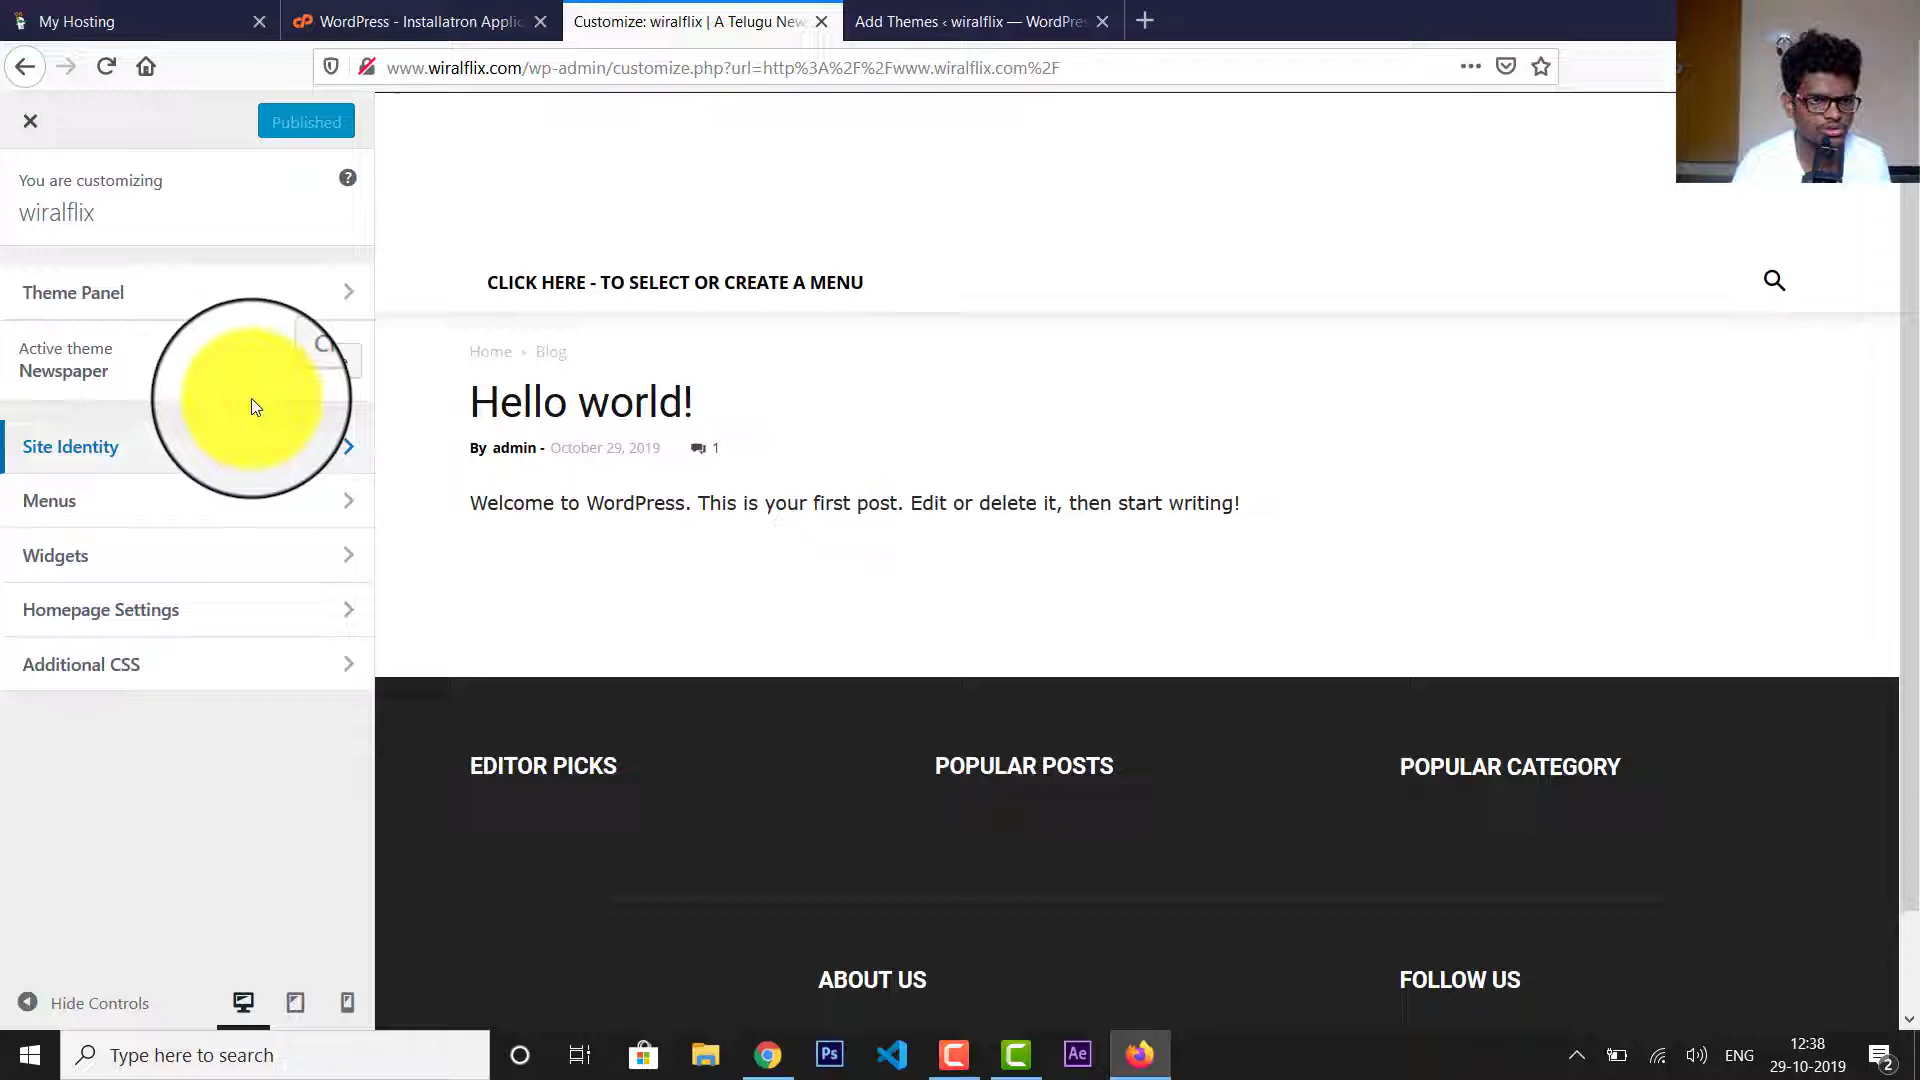 My Hosting
WordPress - Installatron Applic
Customize: wiralflix | A Telugu New
Add Themes ‹ wiralflix — WordPres
www.wiralflix.com/wp-admin/customize.php?url=http%3A%2F%2Fwww.wiralflix.com%2F
Published
You are customizing
wiralflix
Theme Panel
Active theme
Newspaper
Site Identity
Menus
Widgets
Homepage Settings
Additional CSS
Hide Controls
CLICK HERE - TO SELECT OR CREATE A MENU
Home
Blog
Hello world!
By admin - October 29, 2019 1
Welcome to WordPress. This is your first post. Edit or delete it, then start writing!
EDITOR PICKS
POPULAR POSTS
POPULAR CATEGORY
ABOUT US
FOLLOW US
Type here to search
Ps
Ae
ENG
12:38
29-10-2019
2